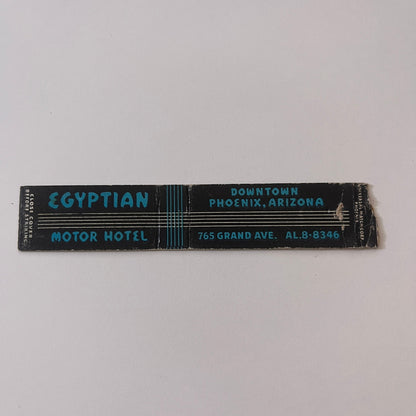 CLOSE COVER
BEFORE STRIKING
EGYPTIAN
MOTOR HOTEL
DOWNTOWN
PHOENIX, ARIZONA
765 GRAND AVE. AL.8-8346